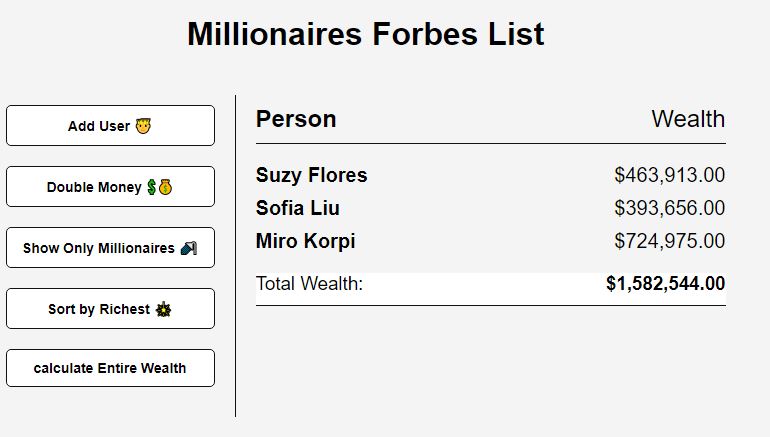 Millionaires Forbes List
Add User
Double Money
Show Only Millionaires
Sort by Richest
calculate Entire Wealth
Person Wealth
Suzy Flores $463,913.00
Sofia Liu $393,656.00
Miro Korpi $724,975.00
Total Wealth: $1,582,544.00